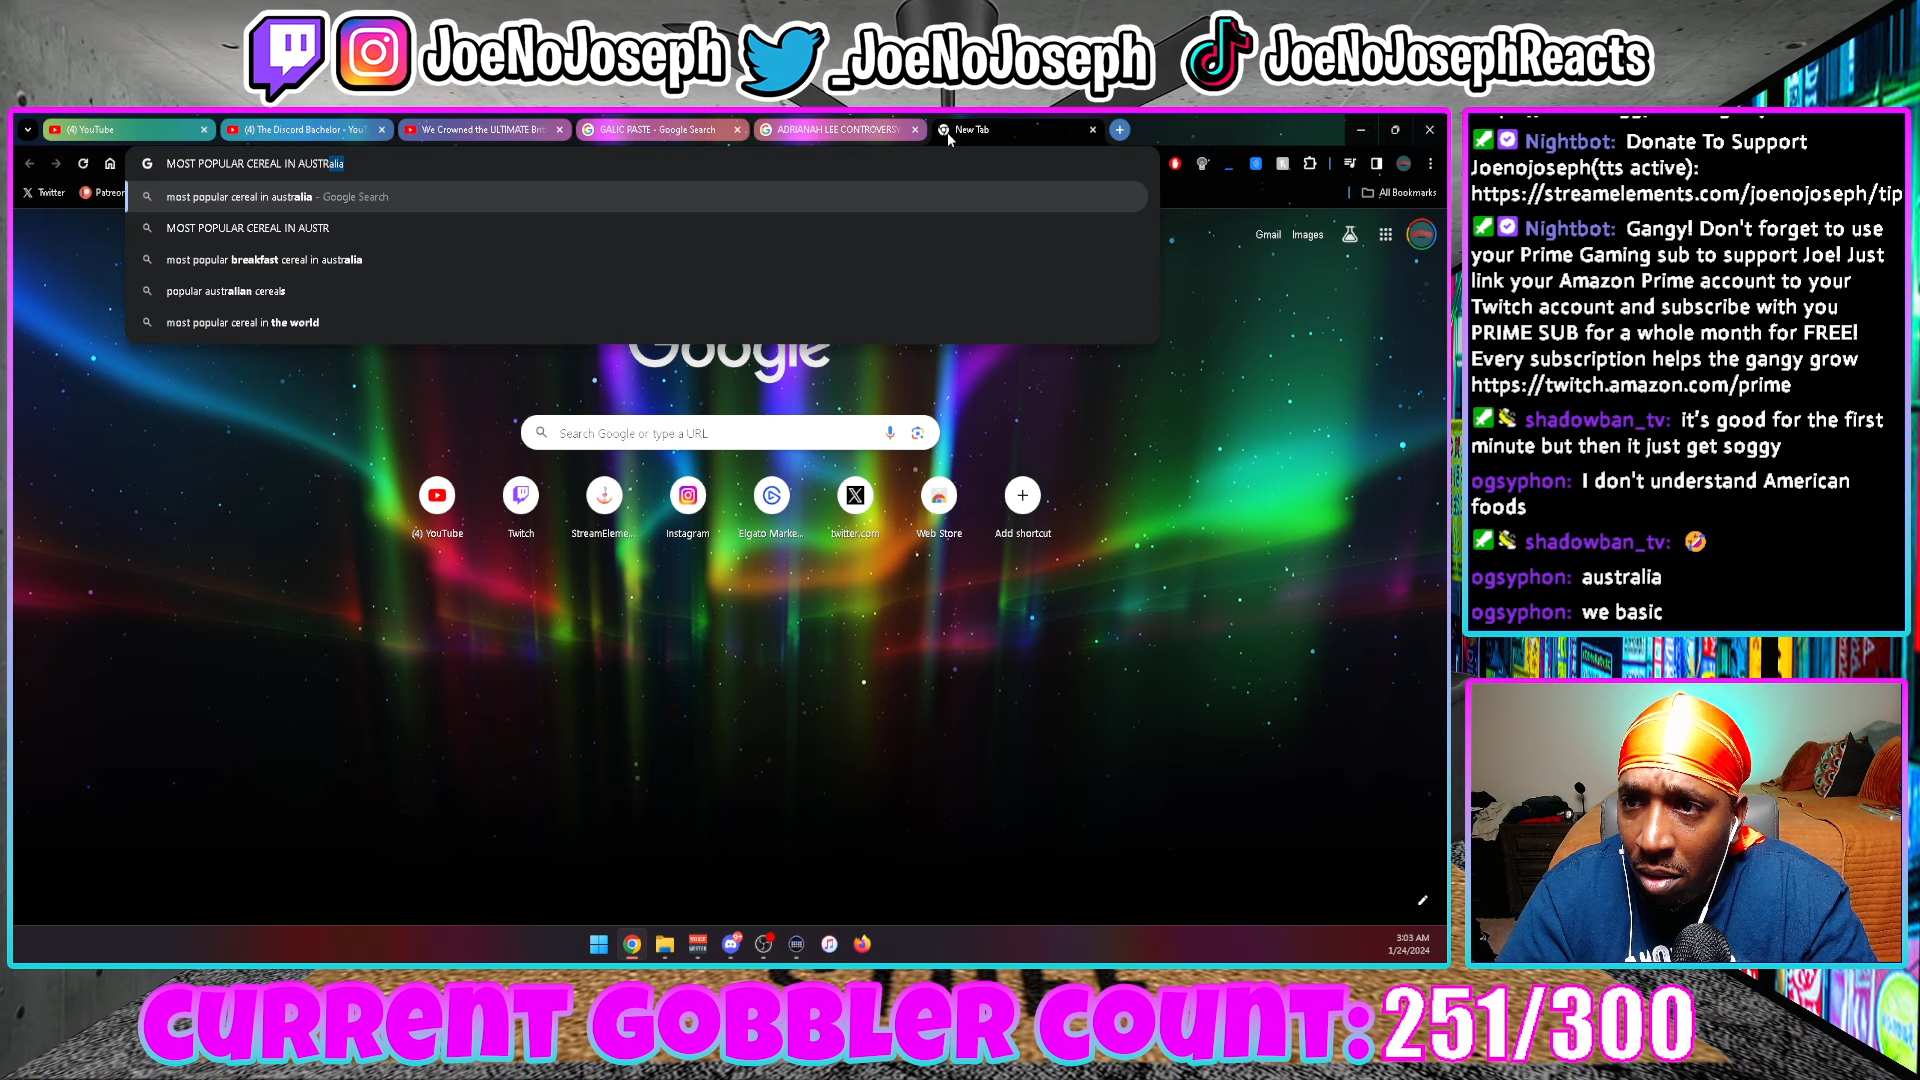 JoeNoJoseph
_JoeNoJoseph
JoeNoJosephReacts
(4) YouTube
(4) The Discord Bachelor - YouT
We Crowned the ULTIMATE Brit
GALIC PASTE - Google Search
ADRIANAH LEE CONTROVERSY
New Tab
MOST POPULAR CEREAL IN AUSTRalia
Twitter
Patreon
All Bookmarks
most popular cereal in australia - Google Search
MOST POPULAR CEREAL IN AUSTR
most popular breakfast cereal in australia
popular australian cereals
most popular cereal in the world
Gmail
Images
Google
Search Google or type a URL
(4) YouTube
Twitch
StreamEleme...
Instagram
Elgato Marke...
twitter.com
Web Store
Add shortcut
3:03 AM
1/24/2024
Nightbot: Donate To Support
Joenojoseph(tts active):
https://streamelements.com/joenojoseph/tip
Nightbot: Gangy! Don't forget to use
your Prime Gaming sub to support Joe! Just
link your Amazon Prime account to your
Twitch account and subscribe with you
PRIME SUB for a whole month for FREE!
Every subscription helps the gangy grow
https://twitch.amazon.com/prime
shadowban_tv: it's good for the first
minute but then it just get soggy
ogsyphon: I don't understand American
foods
shadowban_tv: 🤣
ogsyphon: australia
ogsyphon: we basic
CURRENT GOBBLER COUNT:251/300